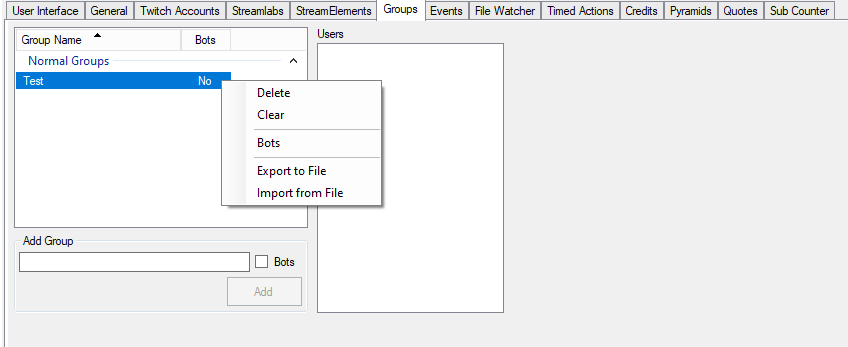 User Interface General Twitch Accounts Streamlabs StreamElements Groups Events File Watcher Timed Actions Credits Pyramids Quotes Sub Counter
Group Name Bots
Users
Normal Groups
Test No
Delete
Clear
Bots
Export to File
Import from File
Add Group
Bots
Add